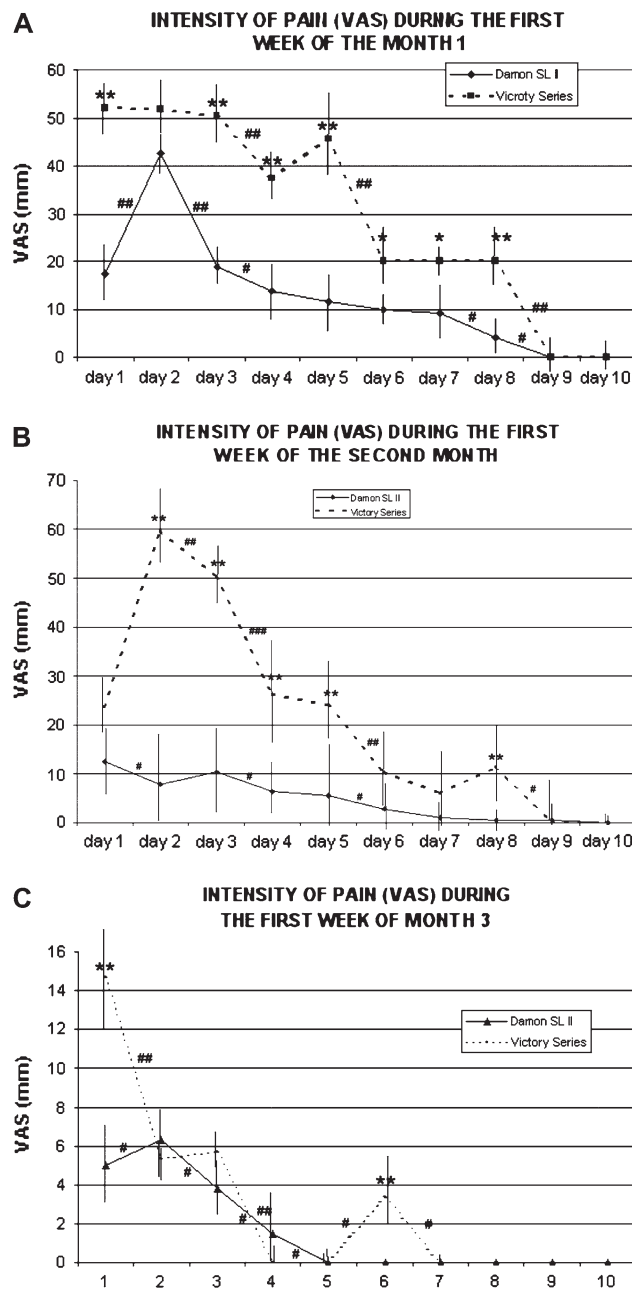 A
INTENSITY OF PAIN (VAS) DURING THE FIRST
WEEK OF THE MONTH 1
Damon SL II
Vicroty Series
VAS (mm)
60
50
40
30
20
10
0
** ** ** ** * * **
## ## ## # ## # # ##
day 1 day 2 day 3 day 4 day 5 day 6 day 7 day 8 day 9 day 10
B
INTENSITY OF PAIN (VAS) DURING THE FIRST
WEEK OF THE SECOND MONTH
Damon SL II
Victory Series
VAS (mm)
70
60
50
40
30
20
10
0
** ** ** ** **
# ## ### # # ## #
day 1 day 2 day 3 day 4 day 5 day 6 day 7 day 8 day 9 day 10
C
INTENSITY OF PAIN (VAS) DURING
THE FIRST WEEK OF MONTH 3
Damon SL II
Victory Series
VAS (mm)
16
14
12
10
8
6
4
2
0
** **
## # # # ## # # #
1 2 3 4 5 6 7 8 9 10